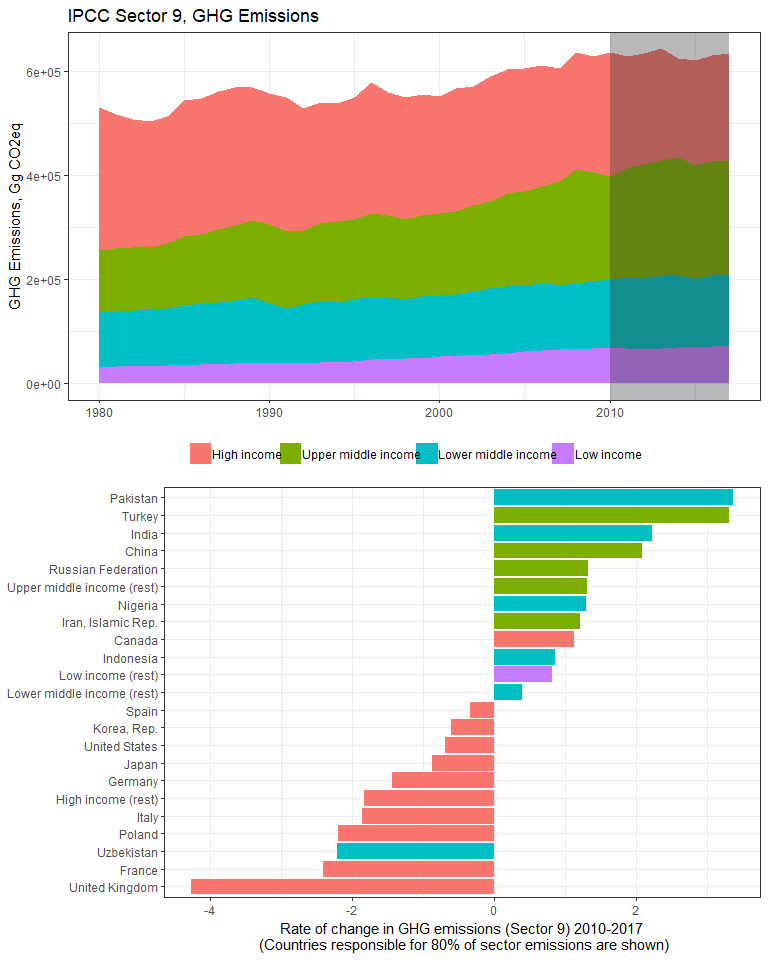 IPCC Sector 9, GHG Emissions
GHG Emissions, Gg CO2eq
6e+05
4e+05
2e+05
0e+00
1980 1990 2000 2010
High income Upper middle income Lower middle income Low income
Pakistan
Turkey
India
China
Russian Federation
Upper middle income (rest)
Nigeria
Iran, Islamic Rep.
Canada
Indonesia
Low income (rest)
Lower middle income (rest)
Spain
Korea, Rep.
United States
Japan
Germany
High income (rest)
Italy
Poland
Uzbekistan
France
United Kingdom
-4 -2 0 2
Rate of change in GHG emissions (Sector 9) 2010-2017
(Countries responsible for 80% of sector emissions are shown)